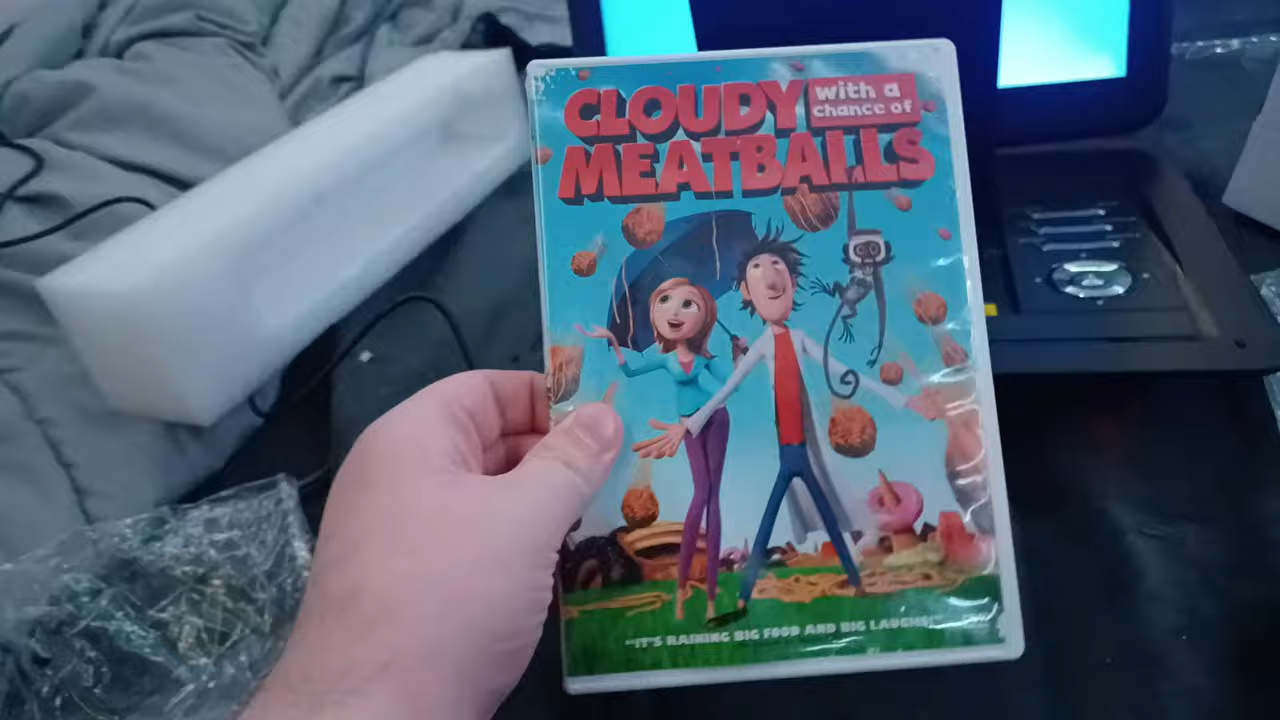 CLOUDY with a
chance of
MEATBALLS
"IT'S RAINING BIG FOOD AND BIG LAUGHS!"